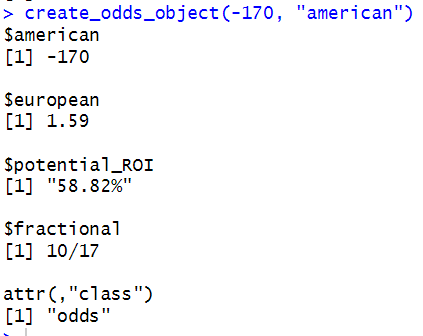 > create_odds_object(-170, "american")
$american
[1] -170
$european
[1] 1.59
$potential_ROI
[1] "58.82%"
$fractional
[1] 10/17
attr(,"class")
[1] "odds"
>